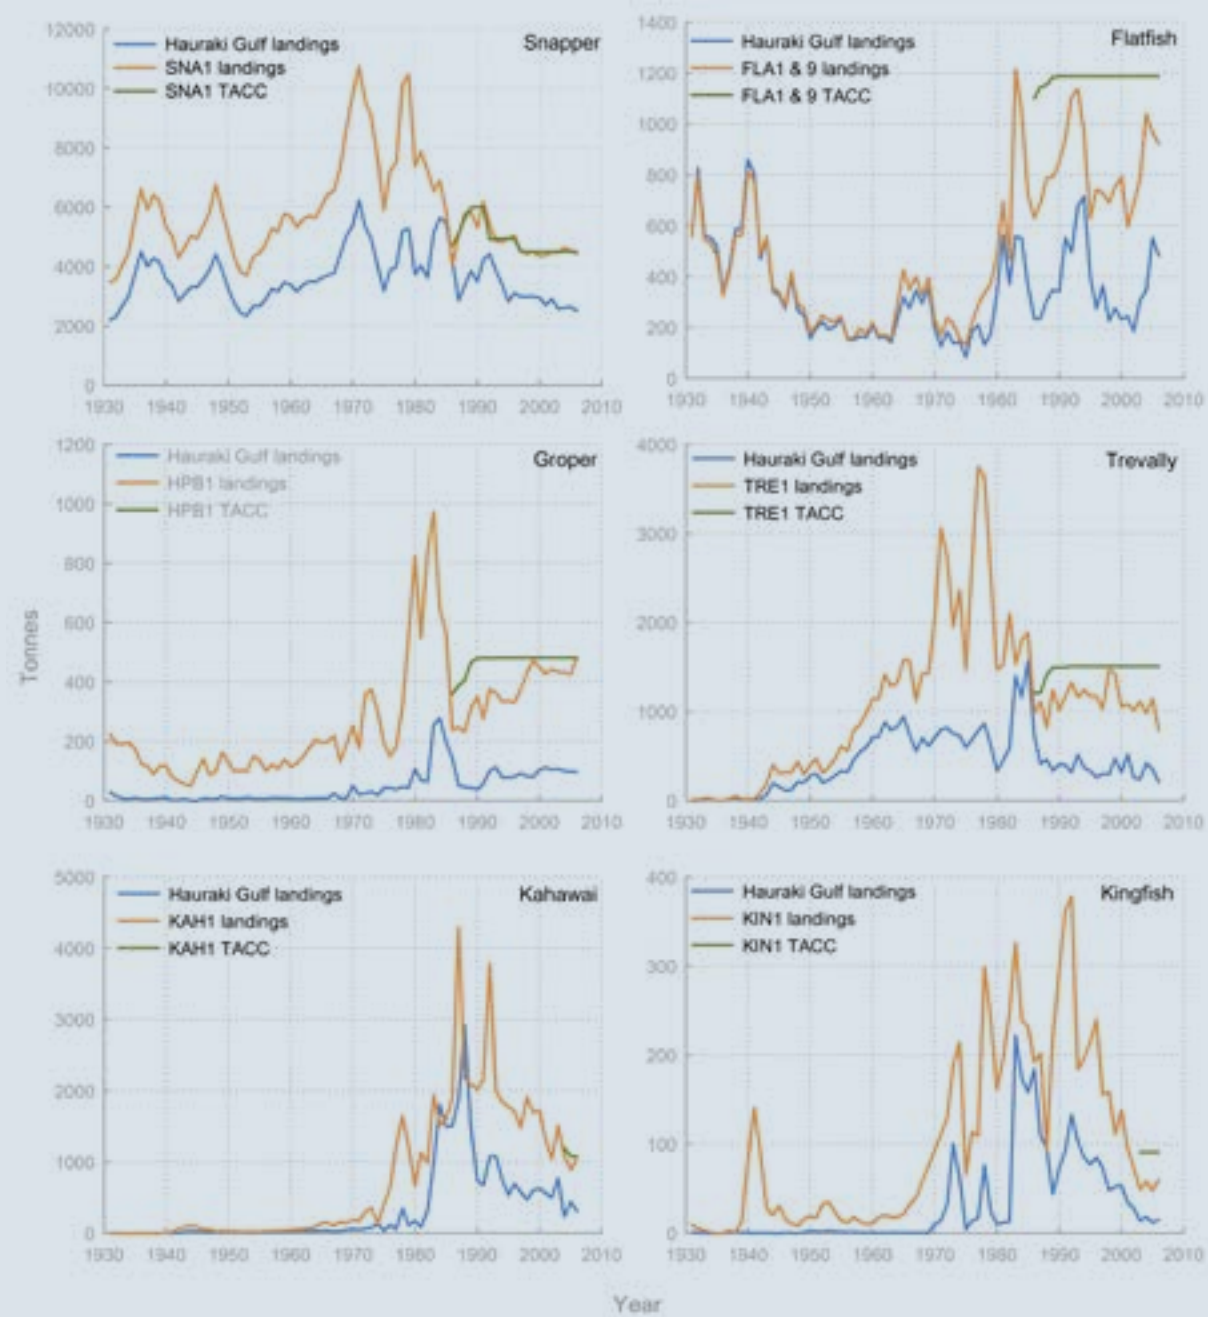 Snapper
Hauraki Gulf landings
SNA1 landings
SNA1 TACC
12000
10000
8000
6000
4000
2000
0
1930 1940 1950 1960 1970 1980 1990 2000 2010
Flatfish
Hauraki Gulf landings
FLA1 & 9 landings
FLA1 & 9 TACC
1400
1200
1000
800
600
400
200
0
1930 1940 1950 1960 1970 1980 1990 2000 2010
Groper
Hauraki Gulf landings
HPB1 landings
HPB1 TACC
1200
1000
800
600
400
200
0
1930 1940 1950 1960 1970 1980 1990 2000 2010
Trevally
Hauraki Gulf landings
TRE1 landings
TRE1 TACC
4000
3000
2000
1000
0
1930 1940 1950 1960 1970 1980 1990 2000 2010
Kahawai
Hauraki Gulf landings
KAH1 landings
KAH1 TACC
5000
4000
3000
2000
1000
0
1930 1940 1950 1960 1970 1980 1990 2000 2010
Kingfish
Hauraki Gulf landings
KIN1 landings
KIN1 TACC
400
300
200
100
0
1930 1940 1950 1960 1970 1980 1990 2000 2010
Tonnes
Year